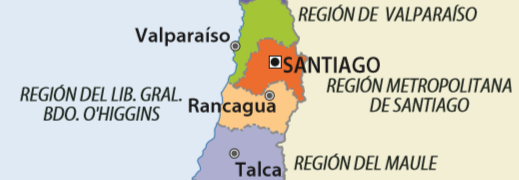 REGIÓN DE VALPARAÍSO
Valparaíso
SANTIAGO
REGIÓN METROPOLITANA
DE SANTIAGO
REGIÓN DEL LIB. GRAL.
BDO. O'HIGGINS
Rancagua
REGIÓN DEL MAULE
Talca